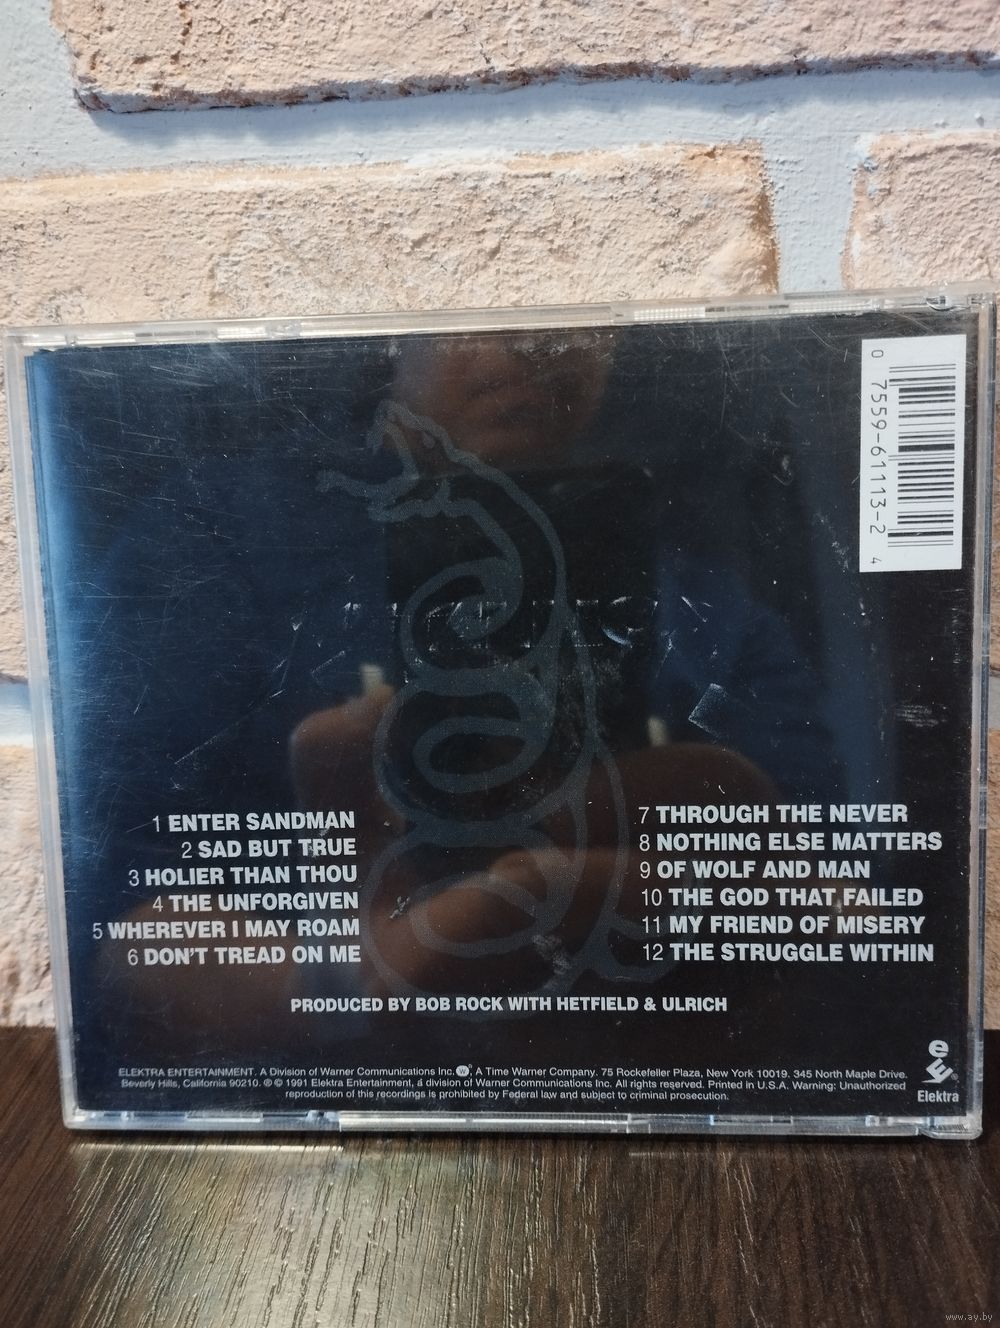 0 7559-61113-2 4
1 ENTER SANDMAN
2 SAD BUT TRUE
3 HOLIER THAN THOU
4 THE UNFORGIVEN
5 WHEREVER I MAY ROAM
6 DON'T TREAD ON ME
7 THROUGH THE NEVER
8 NOTHING ELSE MATTERS
9 OF WOLF AND MAN
10 THE GOD THAT FAILED
11 MY FRIEND OF MISERY
12 THE STRUGGLE WITHIN
PRODUCED BY BOB ROCK WITH HETFIELD & ULRICH
ELEKTRA ENTERTAINMENT. A Division of Warner Communications Inc. W ® A Time Warner Company. 75 Rockefeller Plaza, New York 10019. 345 North Maple Drive.
Beverly Hills, California 90210. ℗ © 1991 Elektra Entertainment, a division of Warner Communications Inc. All rights reserved. Printed in U.S.A. Warning: Unauthorized
reproduction of this recordings is prohibited by Federal law and subject to criminal prosecution.
Elektra
www.ay.by